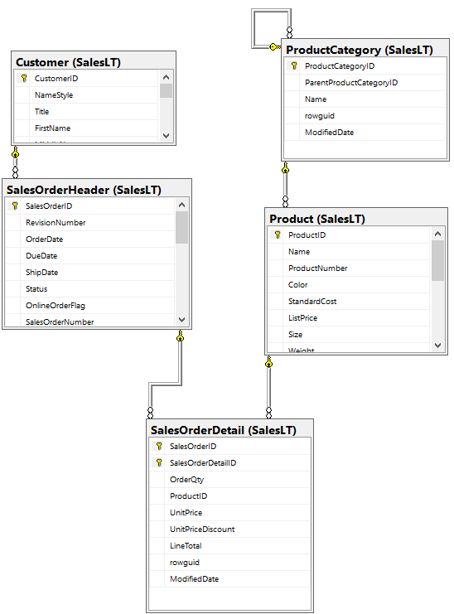 Customer (SalesLT)
CustomerID
NameStyle
Title
FirstName
SalesOrderHeader (SalesLT)
SalesOrderID
RevisionNumber
OrderDate
DueDate
ShipDate
Status
OnlineOrderFlag
SalesOrderNumber
ProductCategory (SalesLT)
ProductCategoryID
ParentProductCategoryID
Name
rowguid
ModifiedDate
Product (SalesLT)
ProductID
Name
ProductNumber
Color
StandardCost
ListPrice
Size
Weight
SalesOrderDetail (SalesLT)
SalesOrderID
SalesOrderDetailID
OrderQty
ProductID
UnitPrice
UnitPriceDiscount
LineTotal
rowguid
ModifiedDate